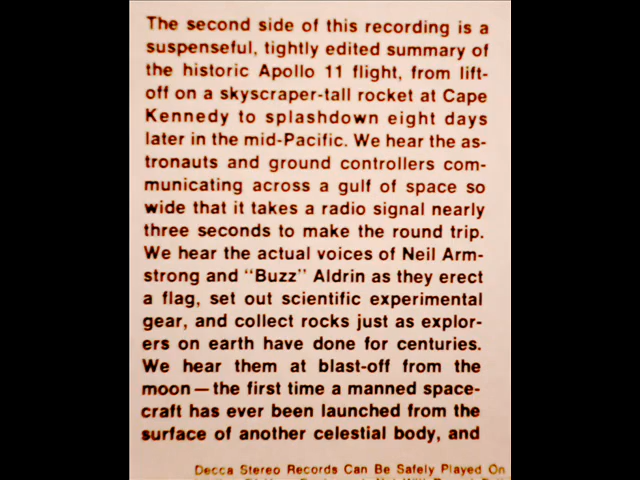 The second side of this recording is a
suspenseful, tightly edited summary of
the historic Apollo 11 flight, from lift-
off on a skyscraper-tall rocket at Cape
Kennedy to splashdown eight days
later in the mid-Pacific. We hear the as-
tronauts and ground controllers com-
municating across a gulf of space so
wide that it takes a radio signal nearly
three seconds to make the round trip.
We hear the actual voices of Neil Arm-
strong and "Buzz" Aldrin as they erect
a flag, set out scientific experimental
gear, and collect rocks just as explor-
ers on earth have done for centuries.
We hear them at blast-off from the
moon—the first time a manned space-
craft has ever been launched from the
surface of another celestial body, and
Decca Stereo Records Can Be Safely Played On